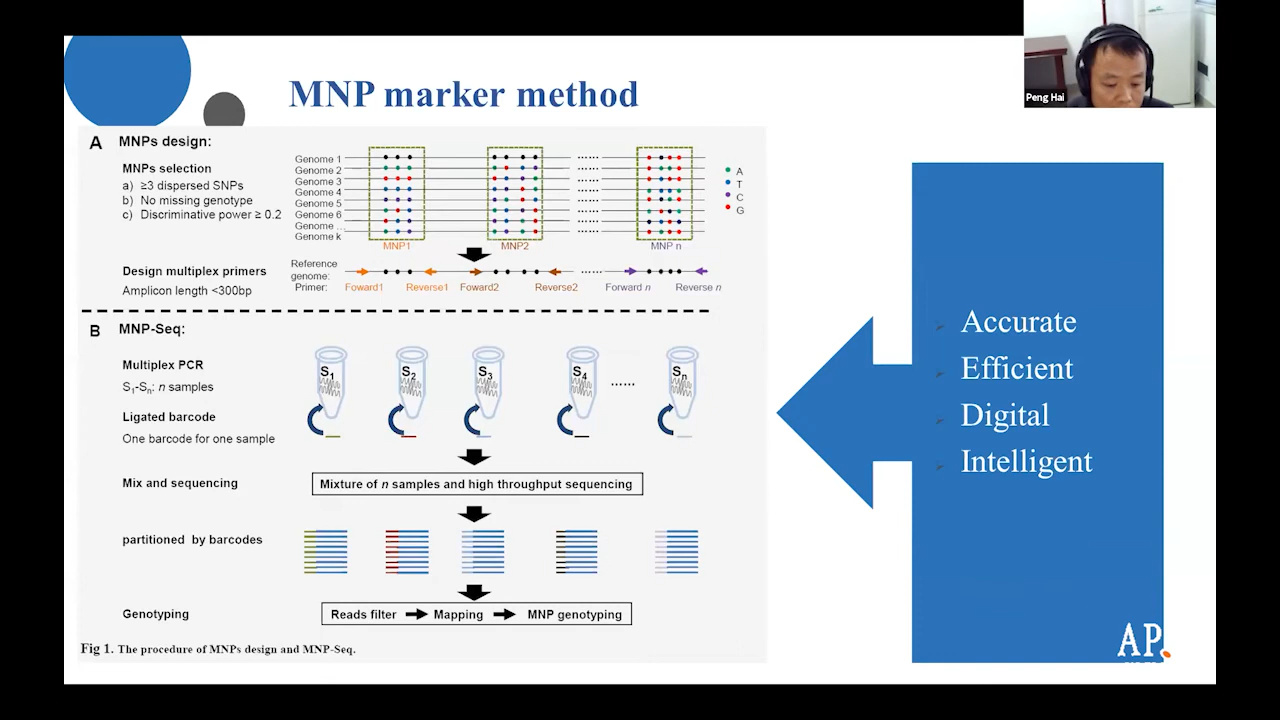 MNP marker method
Peng Hai
A MNPs design:
MNPs selection
a) ≥3 dispersed SNPs
b) No missing genotype
c) Discriminative power ≥ 0.2
Genome 1
Genome 2
Genome 3
Genome 4
Genome 5
Genome 6
Genome ...
Genome k
......
......
MNP1
MNP2
MNP n
A
T
C
G
Design multiplex primers
Amplicon length <300bp
Reference
genome:
Primer:
......
Foward1
Reverse1
Foward2
Reverse2
Forward n
Reverse n
B MNP-Seq:
Multiplex PCR
S1-Sn: n samples
S1
S2
S3
S4
......
Sn
Ligated barcode
One barcode for one sample
Mix and sequencing
Mixture of n samples and high throughput sequencing
partitioned by barcodes
Genotyping
Reads filter
Mapping
MNP genotyping
Fig 1. The procedure of MNPs design and MNP-Seq.
Accurate
Efficient
Digital
Intelligent
AP.